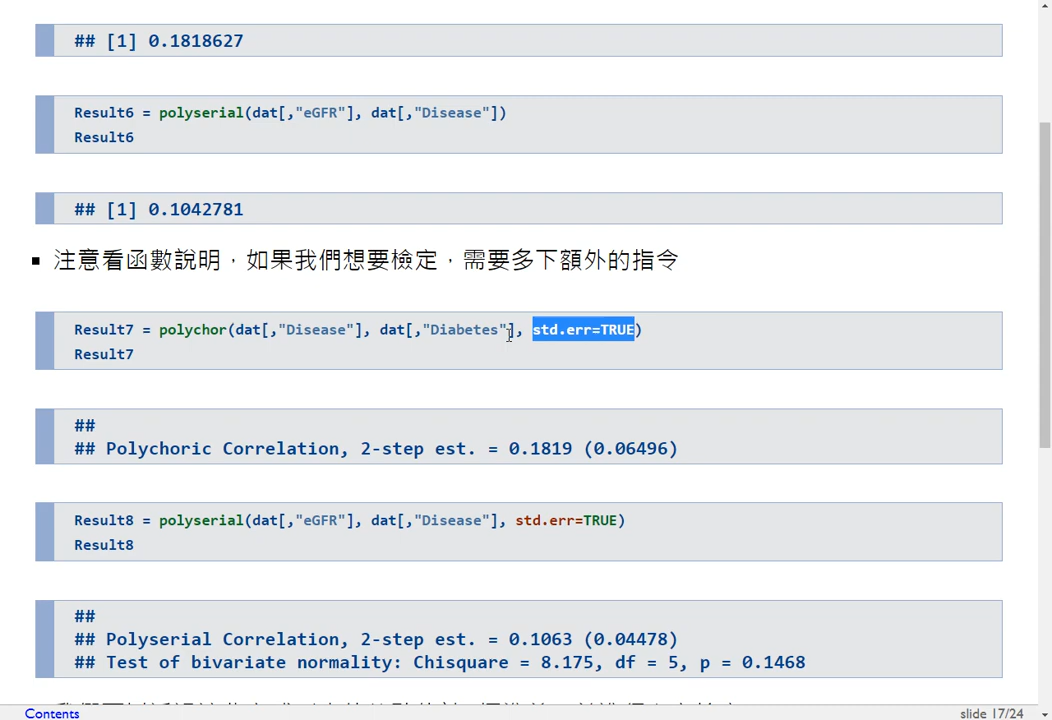 ## [1] 0.1818627
Result6 = polyserial(dat[,"eGFR"], dat[,"Disease"])
Result6
## [1] 0.1042781
▪ 注意看函數說明，如果我們想要檢定，需要多下額外的指令
Result7 = polychor(dat[,"Disease"], dat[,"Diabetes"], std.err=TRUE)
Result7
##
## Polychoric Correlation, 2-step est. = 0.1819 (0.06496)
Result8 = polyserial(dat[,"eGFR"], dat[,"Disease"], std.err=TRUE)
Result8
##
## Polyserial Correlation, 2-step est. = 0.1063 (0.04478)
## Test of bivariate normality: Chisquare = 8.175, df = 5, p = 0.1468
Contents
slide 17/24